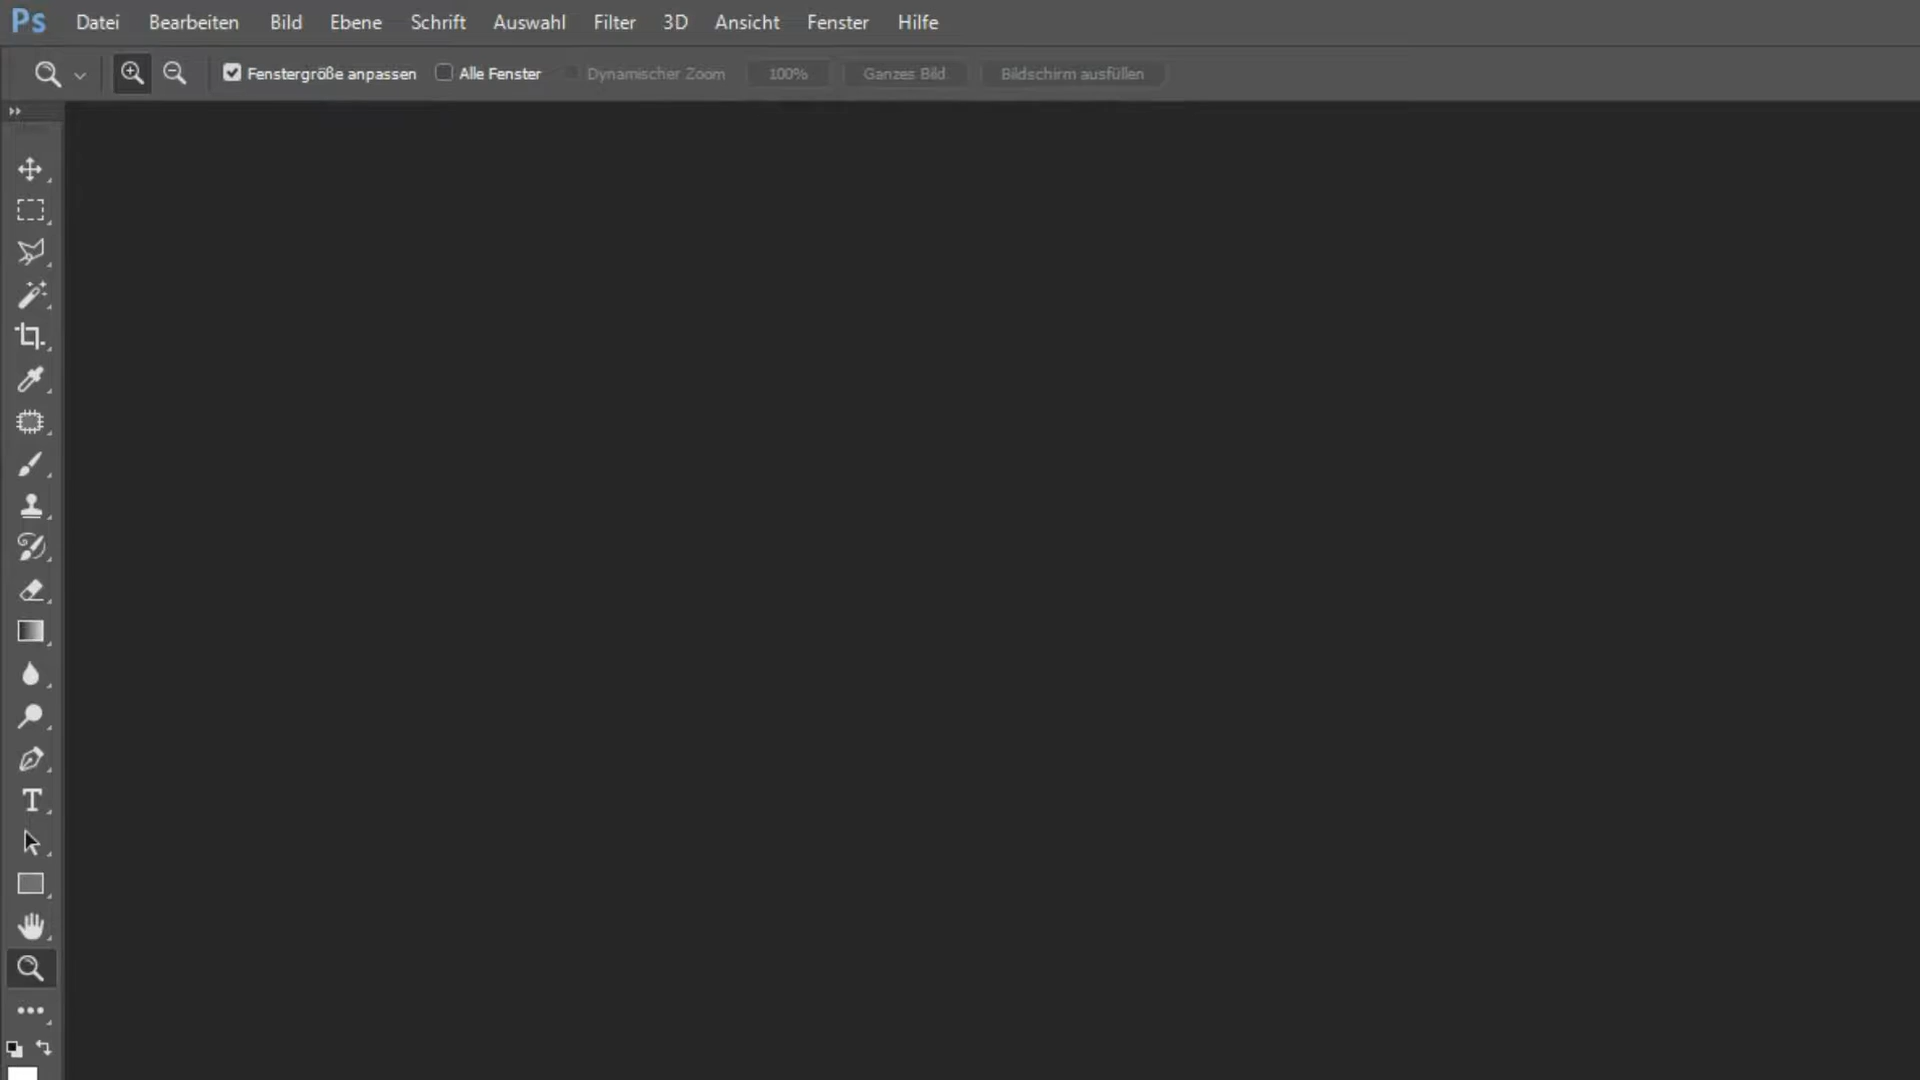 Ps Datei Bearbeiten Bild Ebene Schrift Auswahl Filter 3D Ansicht Fenster Hilfe
Fenstergröße anpassen Alle Fenster Dynamischer Zoom 100% Ganzes Bild Bildschirm ausfüllen
T